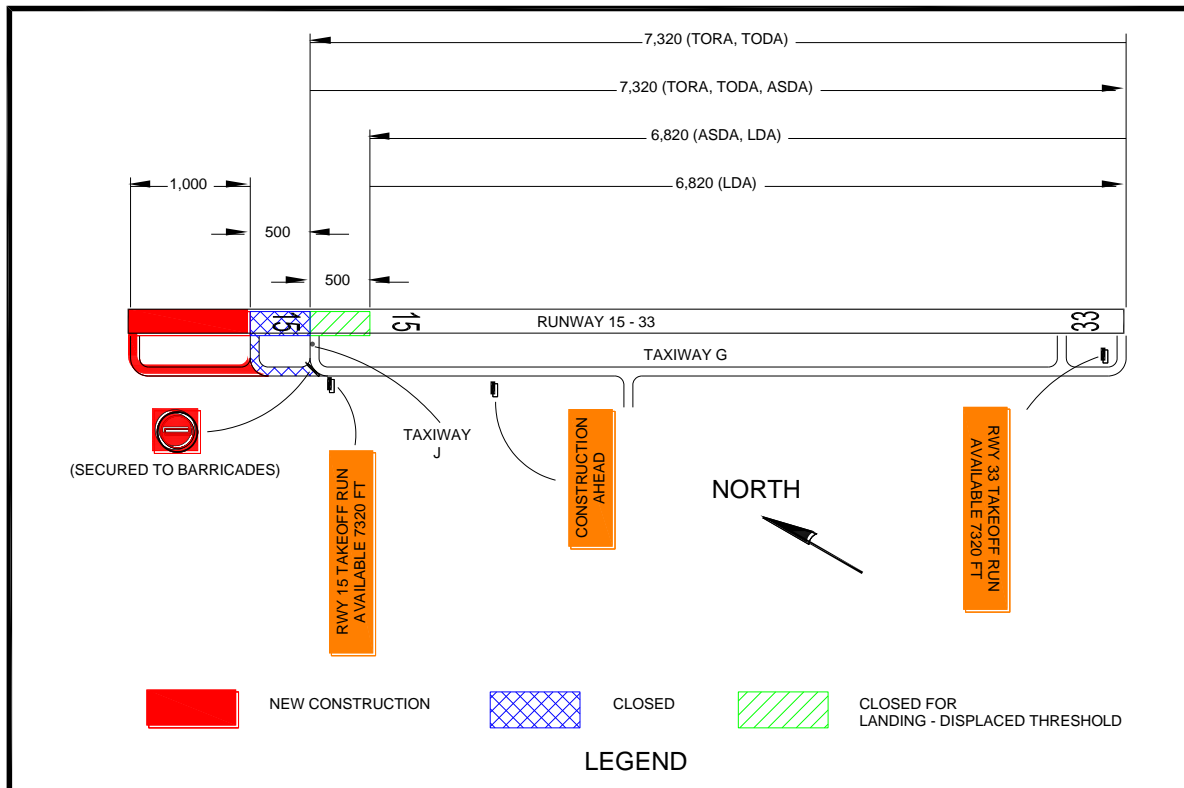 7,320 (TORA, TODA)
7,320 (TORA, TODA, ASDA)
6,820 (ASDA, LDA)
1,000
6,820 (LDA)
500
500
15
15
RUNWAY 15 - 33
33
TAXIWAY G
TAXIWAY
J
(SECURED TO BARRICADES)
RWY 15 TAKEOFF RUN
AVAILABLE 7320 FT
CONSTRUCTION
AHEAD
NORTH
RWY 33 TAKEOFF RUN
AVAILABLE 7320 FT
NEW CONSTRUCTION
CLOSED
CLOSED FOR
LANDING - DISPLACED THRESHOLD
LEGEND